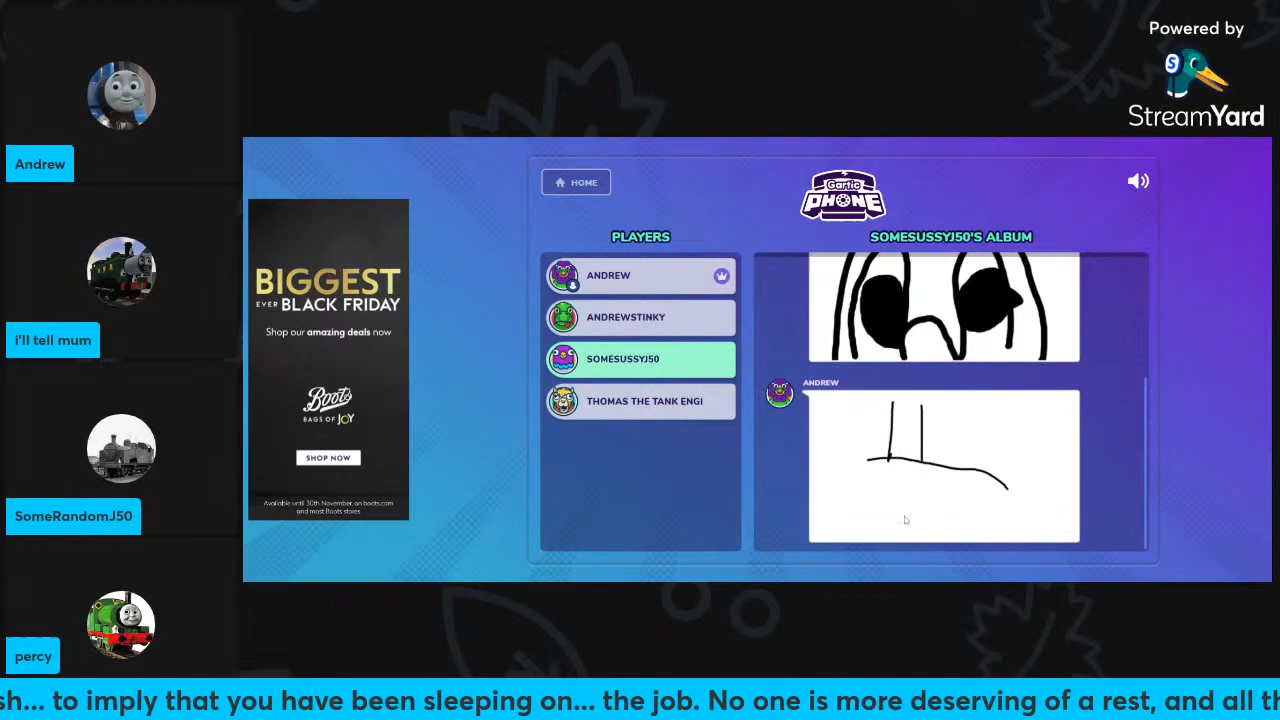 Powered by
StreamYard
Andrew
i'll tell mum
SomeRandomJ50
percy
HOME
Gartic
PHONE
PLAYERS
SOMESUSSYJ50'S ALBUM
ANDREW
ANDREWSTINKY
SOMESUSSYJ50
THOMAS THE TANK ENGI
ANDREW
BIGGEST
EVER BLACK FRIDAY
Shop our amazing deals now
Boots
BAGS OF JOY
SHOP NOW
Available until 30th November, on boots.com
and most Boots stores
sh... to imply that you have been sleeping on... the job. No one is more deserving of a rest, and all th